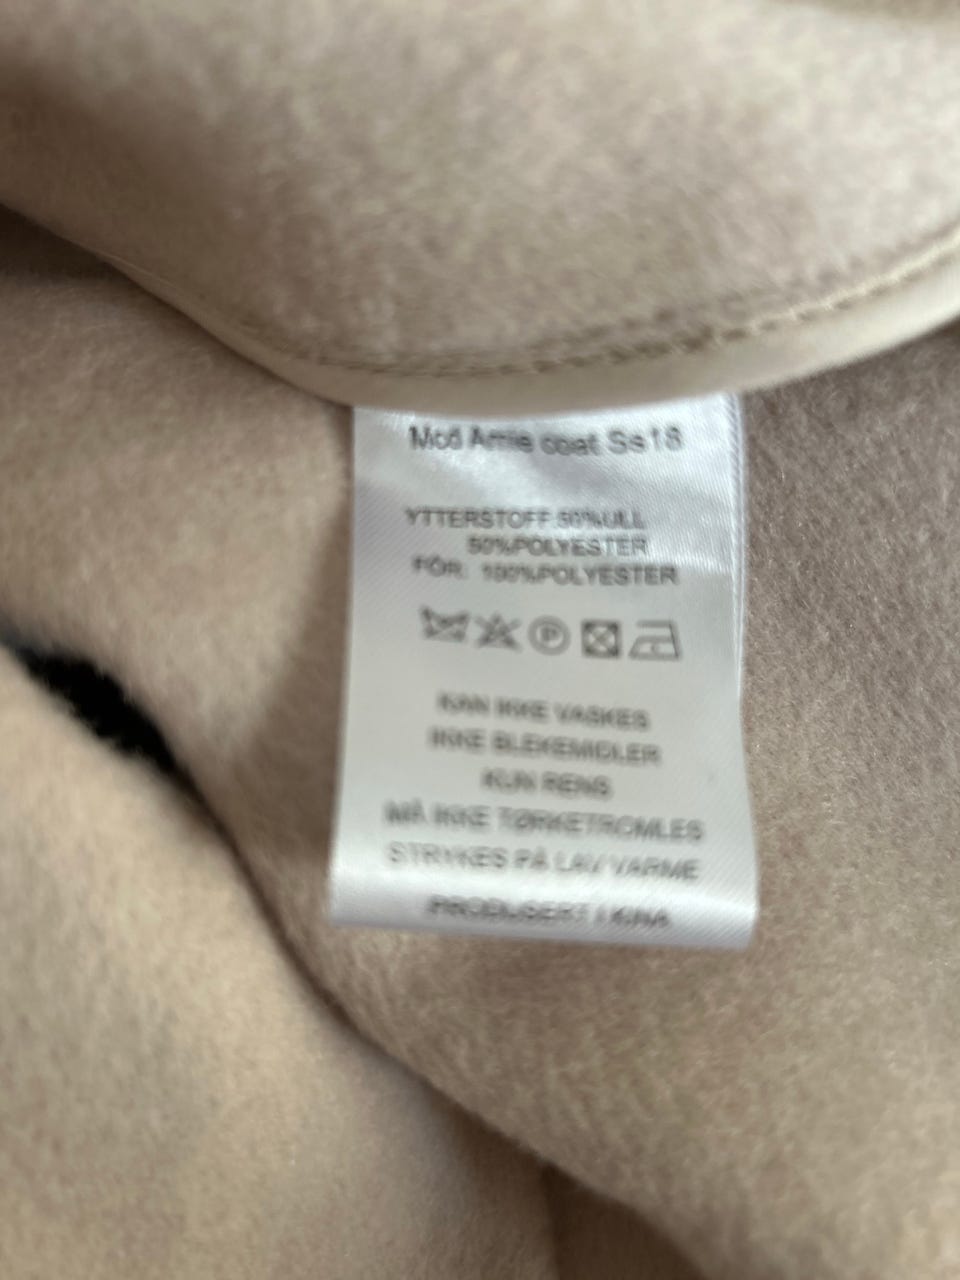 Mod Amie coat Ss18
YTTERSTOFF:50%ULL
50%POLYESTER
FÔR: 100%POLYESTER
KAN IKKE VASKES
IKKE BLEKEMIDLER
KUN RENS
MÅ IKKE TØRKETROMLES
STRYKES PÅ LAV VARME
PRODUSERT I KINA